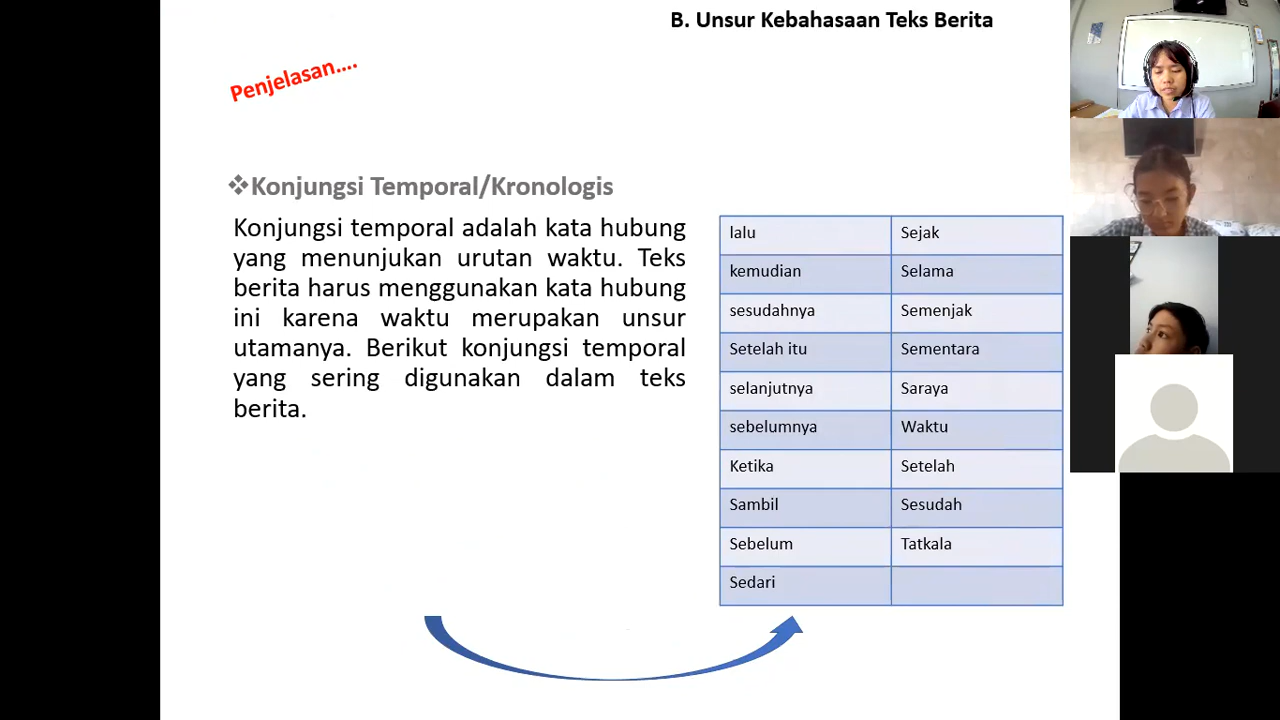 B. Unsur Kebahasaan Teks Berita
Penjelasan....
❖Konjungsi Temporal/Kronologis
Konjungsi temporal adalah kata hubung
yang menunjukan urutan waktu. Teks
berita harus menggunakan kata hubung
ini karena waktu merupakan unsur
utamanya. Berikut konjungsi temporal
yang sering digunakan dalam teks
berita.
lalu Sejak
kemudian Selama
sesudahnya Semenjak
Setelah itu Sementara
selanjutnya Saraya
sebelumnya Waktu
Ketika Setelah
Sambil Sesudah
Sebelum Tatkala
Sedari